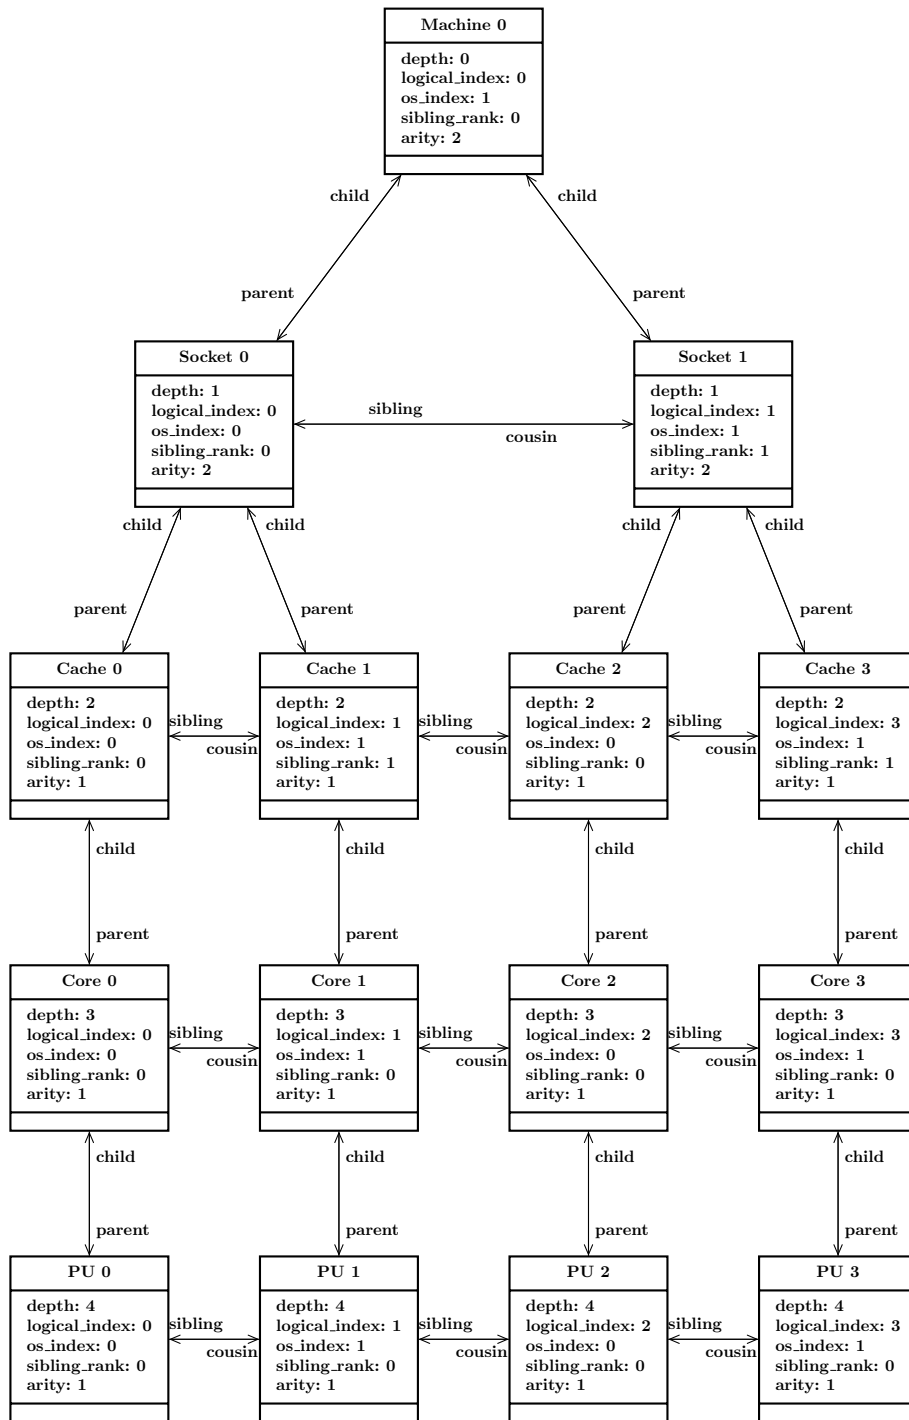 Machine 0
depth: 0
logical_index: 0
os_index: 1
sibling_rank: 0
arity: 2
child
child
parent
parent
Socket 0
depth: 1
logical_index: 0
os_index: 0
sibling_rank: 0
arity: 2
sibling
cousin
Socket 1
depth: 1
logical_index: 1
os_index: 1
sibling_rank: 1
arity: 2
child
child
child
child
parent
parent
parent
parent
Cache 0
depth: 2
logical_index: 0
os_index: 0
sibling_rank: 0
arity: 1
sibling
cousin
Cache 1
depth: 2
logical_index: 1
os_index: 1
sibling_rank: 1
arity: 1
sibling
cousin
Cache 2
depth: 2
logical_index: 2
os_index: 0
sibling_rank: 0
arity: 1
sibling
cousin
Cache 3
depth: 2
logical_index: 3
os_index: 1
sibling_rank: 1
arity: 1
child
child
child
child
parent
parent
parent
parent
Core 0
depth: 3
logical_index: 0
os_index: 0
sibling_rank: 0
arity: 1
sibling
cousin
Core 1
depth: 3
logical_index: 1
os_index: 1
sibling_rank: 0
arity: 1
sibling
cousin
Core 2
depth: 3
logical_index: 2
os_index: 0
sibling_rank: 0
arity: 1
sibling
cousin
Core 3
depth: 3
logical_index: 3
os_index: 1
sibling_rank: 0
arity: 1
child
child
child
child
parent
parent
parent
parent
PU 0
depth: 4
logical_index: 0
os_index: 0
sibling_rank: 0
arity: 1
sibling
cousin
PU 1
depth: 4
logical_index: 1
os_index: 1
sibling_rank: 0
arity: 1
sibling
cousin
PU 2
depth: 4
logical_index: 2
os_index: 0
sibling_rank: 0
arity: 1
sibling
cousin
PU 3
depth: 4
logical_index: 3
os_index: 1
sibling_rank: 0
arity: 1